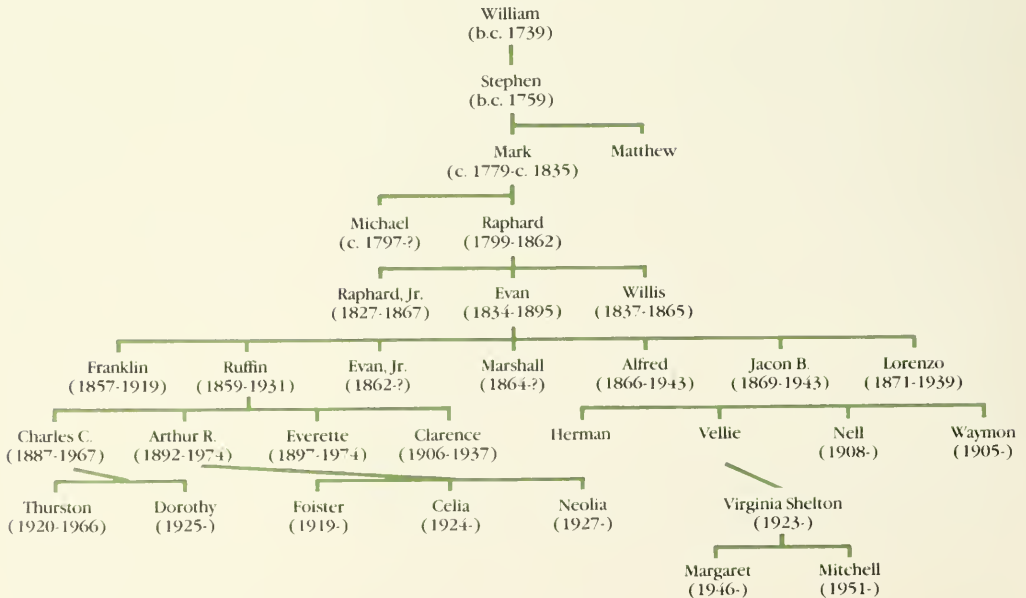 William
(b.c. 1739)
Stephen
(b.c. 1759)
Mark
(c. 1779-c. 1835)
Matthew
Michael
(c. 1797-?)
Raphard
(1799-1862)
Raphard, Jr.
(1827-1867)
Evan
(1834-1895)
Willis
(1837-1865)
Franklin
(1857-1919)
Ruffin
(1859-1931)
Evan, Jr.
(1862-?)
Marshall
(1864-?)
Alfred
(1866-1943)
Jacon B.
(1869-1943)
Lorenzo
(1871-1939)
Charles C.
(1887-1967)
Arthur R.
(1892-1974)
Everette
(1897-1974)
Clarence
(1906-1937)
Herman
Vellie
Nell
(1908-)
Waymon
(1905-)
Thurston
(1920-1966)
Dorothy
(1925-)
Foister
(1919-)
Celia
(1924-)
Neolia
(1927-)
Virginia Shelton
(1923-)
Margaret
(1946-)
Mitchell
(1951-)